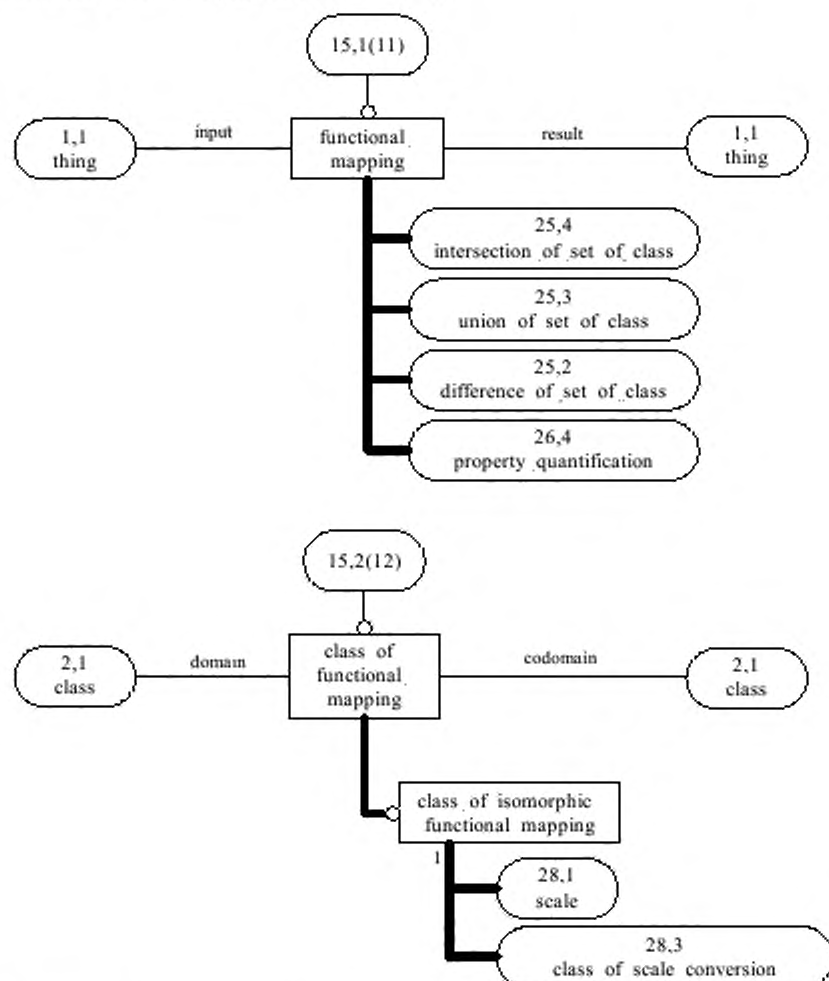 15,1(11)
1,1
thing
input
functional
mapping
result
1,1
thing
25,4
intersection of set of class
25,3
union of set of class
25,2
difference of set of class
26,4
property quantification
15,2(12)
2,1
class
domain
class of
functional
mapping
codomain
2,1
class
class of isomorphic
functional mapping
1
28,1
scale
28,3
class of scale conversion